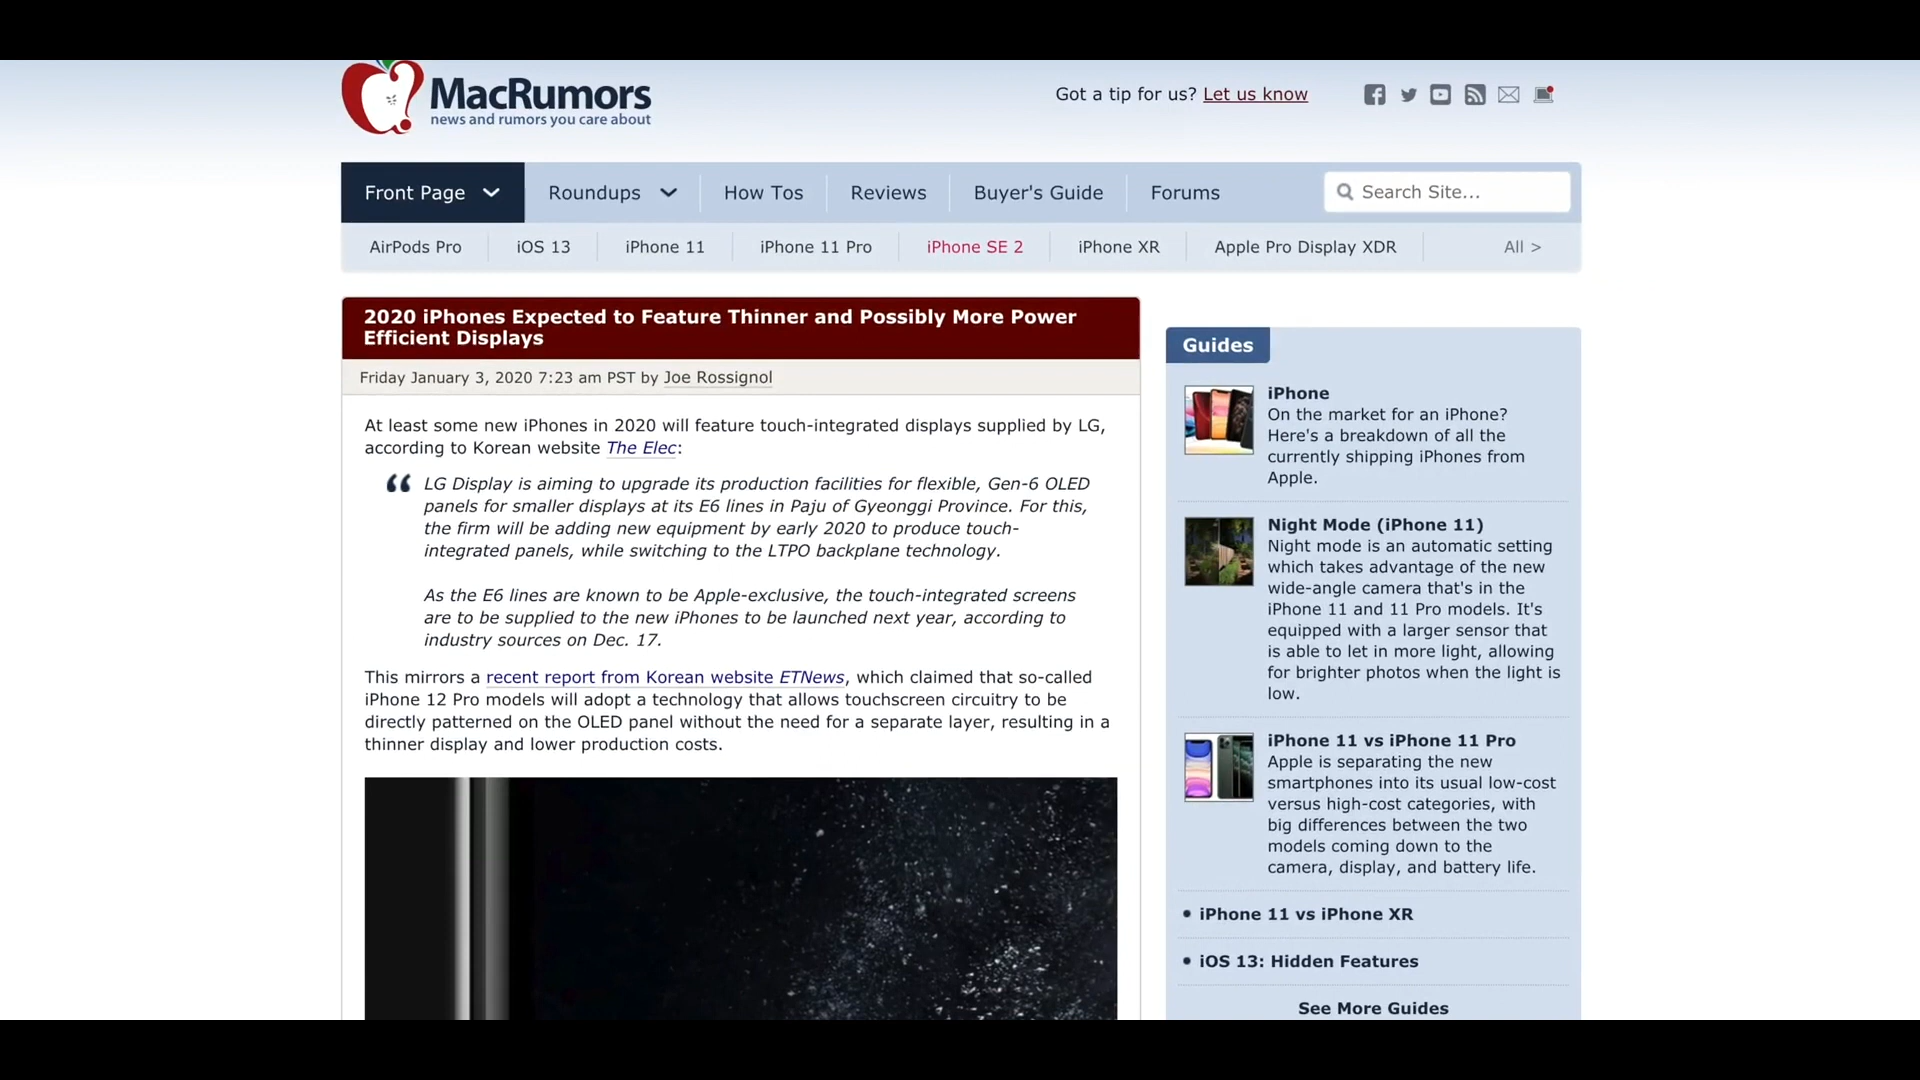 MacRumors
news and rumors you care about
Got a tip for us? Let us know
Front Page
Roundups
How Tos
Reviews
Buyer's Guide
Forums
Search Site...
AirPods Pro
iOS 13
iPhone 11
iPhone 11 Pro
iPhone SE 2
iPhone XR
Apple Pro Display XDR
All >
2020 iPhones Expected to Feature Thinner and Possibly More Power
Efficient Displays
Friday January 3, 2020 7:23 am PST by Joe Rossignol
At least some new iPhones in 2020 will feature touch-integrated displays supplied by LG,
according to Korean website The Elec:
“ LG Display is aiming to upgrade its production facilities for flexible, Gen-6 OLED
panels for smaller displays at its E6 lines in Paju of Gyeonggi Province. For this,
the firm will be adding new equipment by early 2020 to produce touch-
integrated panels, while switching to the LTPO backplane technology.
As the E6 lines are known to be Apple-exclusive, the touch-integrated screens
are to be supplied to the new iPhones to be launched next year, according to
industry sources on Dec. 17.
This mirrors a recent report from Korean website ETNews, which claimed that so-called
iPhone 12 Pro models will adopt a technology that allows touchscreen circuitry to be
directly patterned on the OLED panel without the need for a separate layer, resulting in a
thinner display and lower production costs.
Guides
iPhone
On the market for an iPhone?
Here's a breakdown of all the
currently shipping iPhones from
Apple.
Night Mode (iPhone 11)
Night mode is an automatic setting
which takes advantage of the new
wide-angle camera that's in the
iPhone 11 and 11 Pro models. It's
equipped with a larger sensor that
is able to let in more light, allowing
for brighter photos when the light is
low.
iPhone 11 vs iPhone 11 Pro
Apple is separating the new
smartphones into its usual low-cost
versus high-cost categories, with
big differences between the two
models coming down to the
camera, display, and battery life.
• iPhone 11 vs iPhone XR
• iOS 13: Hidden Features
See More Guides